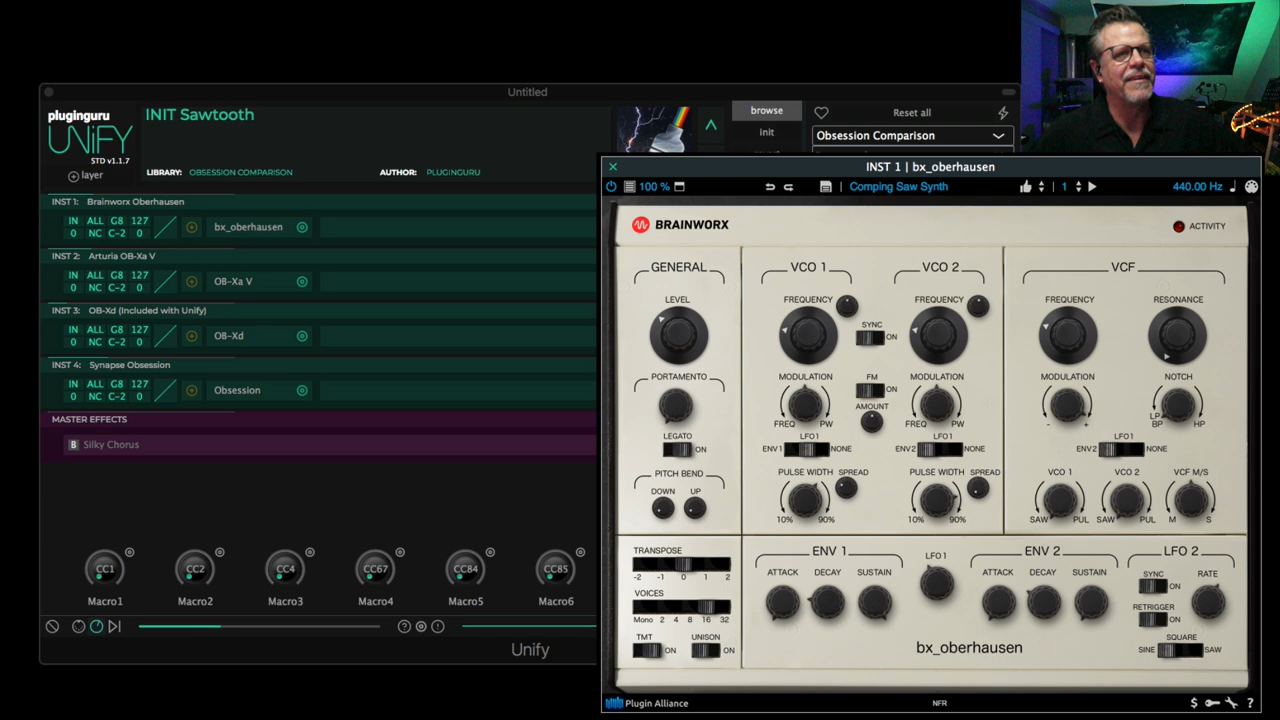 Untitled
pluginguru
UNiFY
STD v1.1.7
layer
INIT Sawtooth
LIBRARY: OBSESSION COMPARISON AUTHOR: PLUGINGURU
browse
init
Reset all
Obsession Comparison
INST 1: Brainworx Oberhausen
IN ALL G8 127
0 NC C-2 0
bx_oberhausen
INST 2: Arturia OB-Xa V
IN ALL G8 127
0 NC C-2 0
OB-Xa V
INST 3: OB-Xd (Included with Unify)
IN ALL G8 127
0 NC C-2 0
OB-Xd
INST 4: Synapse Obsession
IN ALL G8 127
0 NC C-2 0
Obsession
MASTER EFFECTS
B Silky Chorus
CC1 CC2 CC4 CC67 CC84 CC85
Macro1 Macro2 Macro3 Macro4 Macro5 Macro6
Unify
INST 1 | bx_oberhausen
100 % Comping Saw Synth 1 440.00 Hz
BRAINWORX
ACTIVITY
GENERAL
LEVEL
PORTAMENTO
LEGATO
ON
PITCH BEND
DOWN UP
VCO 1 VCO 2
FREQUENCY FREQUENCY
SYNC
ON
MODULATION FM MODULATION
ON
AMOUNT
FREQ PW FREQ PW
LFO1 LFO1
ENV1 NONE ENV2 NONE
PULSE WIDTH SPREAD PULSE WIDTH SPREAD
10% 90% 10% 90%
VCF
FREQUENCY RESONANCE
MODULATION NOTCH
- + LP BP HP
LFO1
ENV2 NONE
VCO 1 VCO 2 VCF M/S
SAW PUL SAW PUL M S
TRANSPOSE
-2 -1 0 1 2
VOICES
Mono 2 4 8 16 32
TMT UNISON
ON ON
ENV 1
ATTACK DECAY SUSTAIN
LFO 1
ENV 2
ATTACK DECAY SUSTAIN
LFO 2
SYNC RATE
ON
RETRIGGER
ON
SQUARE
SINE SAW
bx_oberhausen
Plugin Alliance
NFR
$ ?